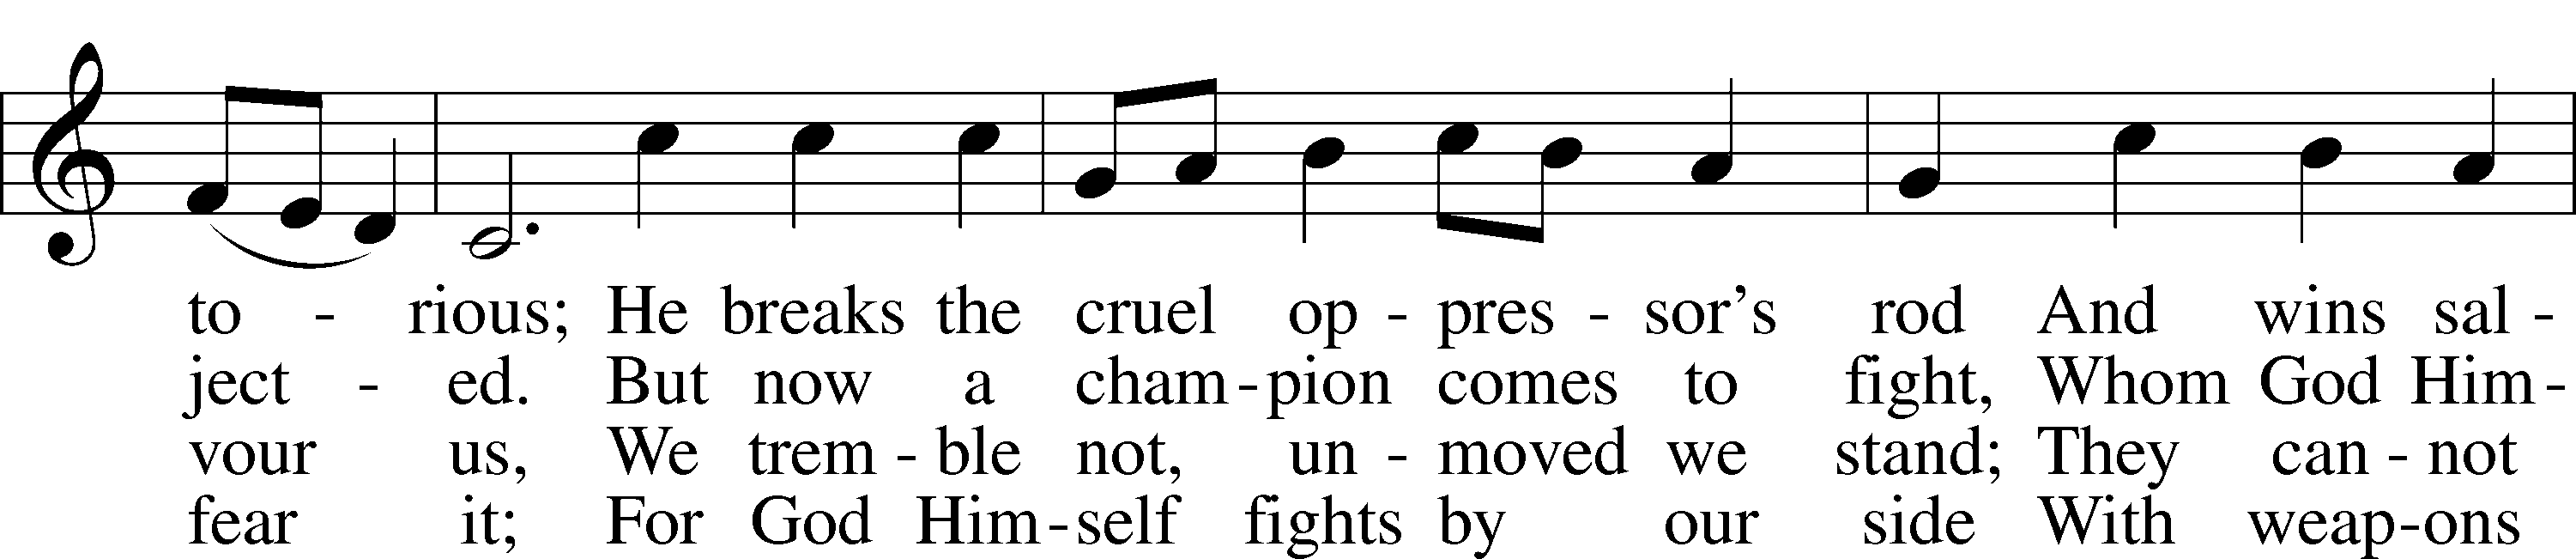 to - rious; He breaks the cruel op - pres - sor's rod And wins sal -
ject - ed. But now a cham - pion comes to fight, Whom God Him -
vour us, We trem - ble not, un - moved we stand; They can - not
fear it; For God Him - self fights by our side With weap - ons